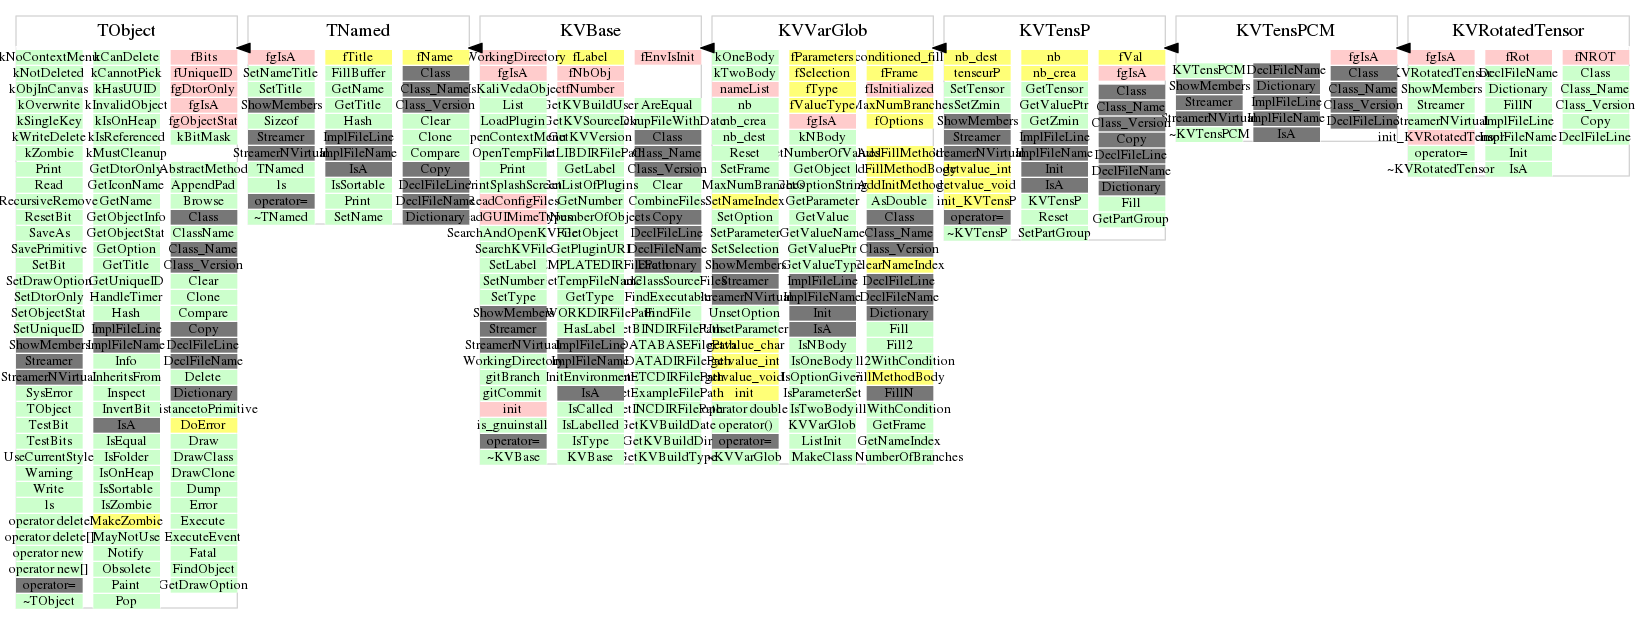 TObject
kNoContextMenu
kNotDeleted
kObjInCanvas
kOverwrite
kSingleKey
kWriteDelete
kZombie
Print
Read
RecursiveRemove
ResetBit
SaveAs
SavePrimitive
SetBit
SetDrawOption
SetDtorOnly
SetObjectStat
SetUniqueID
ShowMembers
Streamer
StreamerNVirtual
SysError
TObject
TestBit
TestBits
UseCurrentStyle
Warning
Write
ls
operator delete
operator delete[]
operator new
operator new[]
operator=
~TObject
kCanDelete
kCannotPick
kHasUUID
kInvalidObject
kIsOnHeap
kIsReferenced
kMustCleanup
GetDtorOnly
GetIconName
GetName
GetObjectInfo
GetObjectStat
GetOption
GetTitle
GetUniqueID
HandleTimer
Hash
ImplFileLine
ImplFileName
Info
InheritsFrom
Inspect
InvertBit
IsA
IsEqual
IsFolder
IsOnHeap
IsSortable
IsZombie
MakeZombie
MayNotUse
Notify
Obsolete
Paint
Pop
fBits
fUniqueID
fgDtorOnly
fgIsA
fgObjectStat
kBitMask
AbstractMethod
AppendPad
Browse
Class
ClassName
Class_Name
Class_Version
Clear
Clone
Compare
Copy
DeclFileLine
DeclFileName
Delete
Dictionary
istancetoPrimitive
DoError
Draw
DrawClass
DrawClone
Dump
Error
Execute
ExecuteEvent
Fatal
FindObject
GetDrawOption
TNamed
fgIsA
SetNameTitle
SetTitle
ShowMembers
Sizeof
Streamer
StreamerNVirtual
TNamed
ls
operator=
~TNamed
fTitle
FillBuffer
GetName
GetTitle
Hash
ImplFileLine
ImplFileName
IsA
IsSortable
Print
SetName
fName
Class
Class_Name
Class_Version
Clear
Clone
Compare
Copy
DeclFileLine
DeclFileName
Dictionary
KVBase
WorkingDirectory
fgIsA
IsKaliVedaObject
List
LoadPlugin
OpenContextMenu
OpenTempFile
Print
PrintSplashScreen
ReadConfigFiles
SearchAndOpenKVFile
SearchKVFile
SetLabel
SetNumber
SetType
ShowMembers
Streamer
StreamerNVirtual
WorkingDirectory
gitBranch
gitCommit
init
is_gnuinstall
operator=
~KVBase
fLabel
fNbObj
fNumber
GetKVBuildUser
GetKVSourceDir
GetKVVersion
GetLIBDIRFilePath
GetLabel
GetListOfPlugins
GetNumber
GetNumberOfObjects
GetObject
GetPluginURI
GetTempFileName
GetType
HasLabel
ImplFileLine
ImplFileName
InitEnvironment
IsA
IsCalled
IsLabelled
IsType
KVBase
fEnvIsInit
AreEqual
BackupFileWithDate
Class
Class_Name
Class_Version
Clear
CombineFiles
Copy
DeclFileLine
DeclFileName
Dictionary
FindClassSourceFiles
FindExecutable
FindFile
GetBINDIRFilePath
GetDATABASEFilePath
GetDATADIRFilePath
GetETCDIRFilePath
GetExampleFilePath
GetINCDIRFilePath
GetKVBuildDate
GetKVBuildDir
GetKVBuildType
KVVarGlob
kOneBody
kTwoBody
nameList
nb
nb_crea
nb_dest
Reset
SetFrame
SetMaxNumBranches
SetNameIndex
SetOption
SetParameter
SetSelection
ShowMembers
Streamer
StreamerNVirtual
UnsetOption
UnsetParameter
getvalue_char
getvalue_int
getvalue_void
init
operator double
operator()
operator=
~KVVarGlob
fParameters
fSelection
fType
fValueType
fgIsA
kNBody
GetNumberOfValues
GetObject
GetOptionString
GetParameter
GetValue
GetValueName
GetValuePtr
GetValueType
ImplFileLine
ImplFileName
Init
IsA
IsNBody
IsOneBody
IsOptionGiven
IsParameterSet
IsTwoBody
KVVarGlob
ListInit
MakeClass
conditioned_fill
fFrame
fIsInitialized
fMaxNumBranches
fOptions
AddFillMethod
AddFillMethodBody
AddInitMethod
AsDouble
Class
Class_Name
Class_Version
ClearNameIndex
DeclFileLine
DeclFileName
Dictionary
Fill
Fill2
Fill2WithCondition
FillMethodBody
FillN
FillWithCondition
GetFrame
GetNameIndex
NumberOfBranches
KVTensP
nb_dest
tenseurP
SetTensor
SetZmin
ShowMembers
Streamer
StreamerNVirtual
getvalue_int
getvalue_void
init_KVTensP
operator=
~KVTensP
nb
nb_crea
GetTensor
GetValuePtr
GetZmin
ImplFileLine
ImplFileName
Init
IsA
KVTensP
Reset
SetPartGroup
fVal
fgIsA
Class
Class_Name
Class_Version
Copy
DeclFileLine
DeclFileName
Dictionary
Fill
GetPartGroup
KVTensPCM
KVTensPCM
ShowMembers
Streamer
StreamerNVirtual
~KVTensPCM
DeclFileName
Dictionary
ImplFileLine
ImplFileName
IsA
fgIsA
Class
Class_Name
Class_Version
DeclFileLine
KVRotatedTensor
fgIsA
KVRotatedTensor
ShowMembers
Streamer
StreamerNVirtual
init_KVRotatedTensor
operator=
~KVRotatedTensor
fRot
DeclFileName
Dictionary
FillN
ImplFileLine
ImplFileName
Init
IsA
fNROT
Class
Class_Name
Class_Version
Copy
DeclFileLine